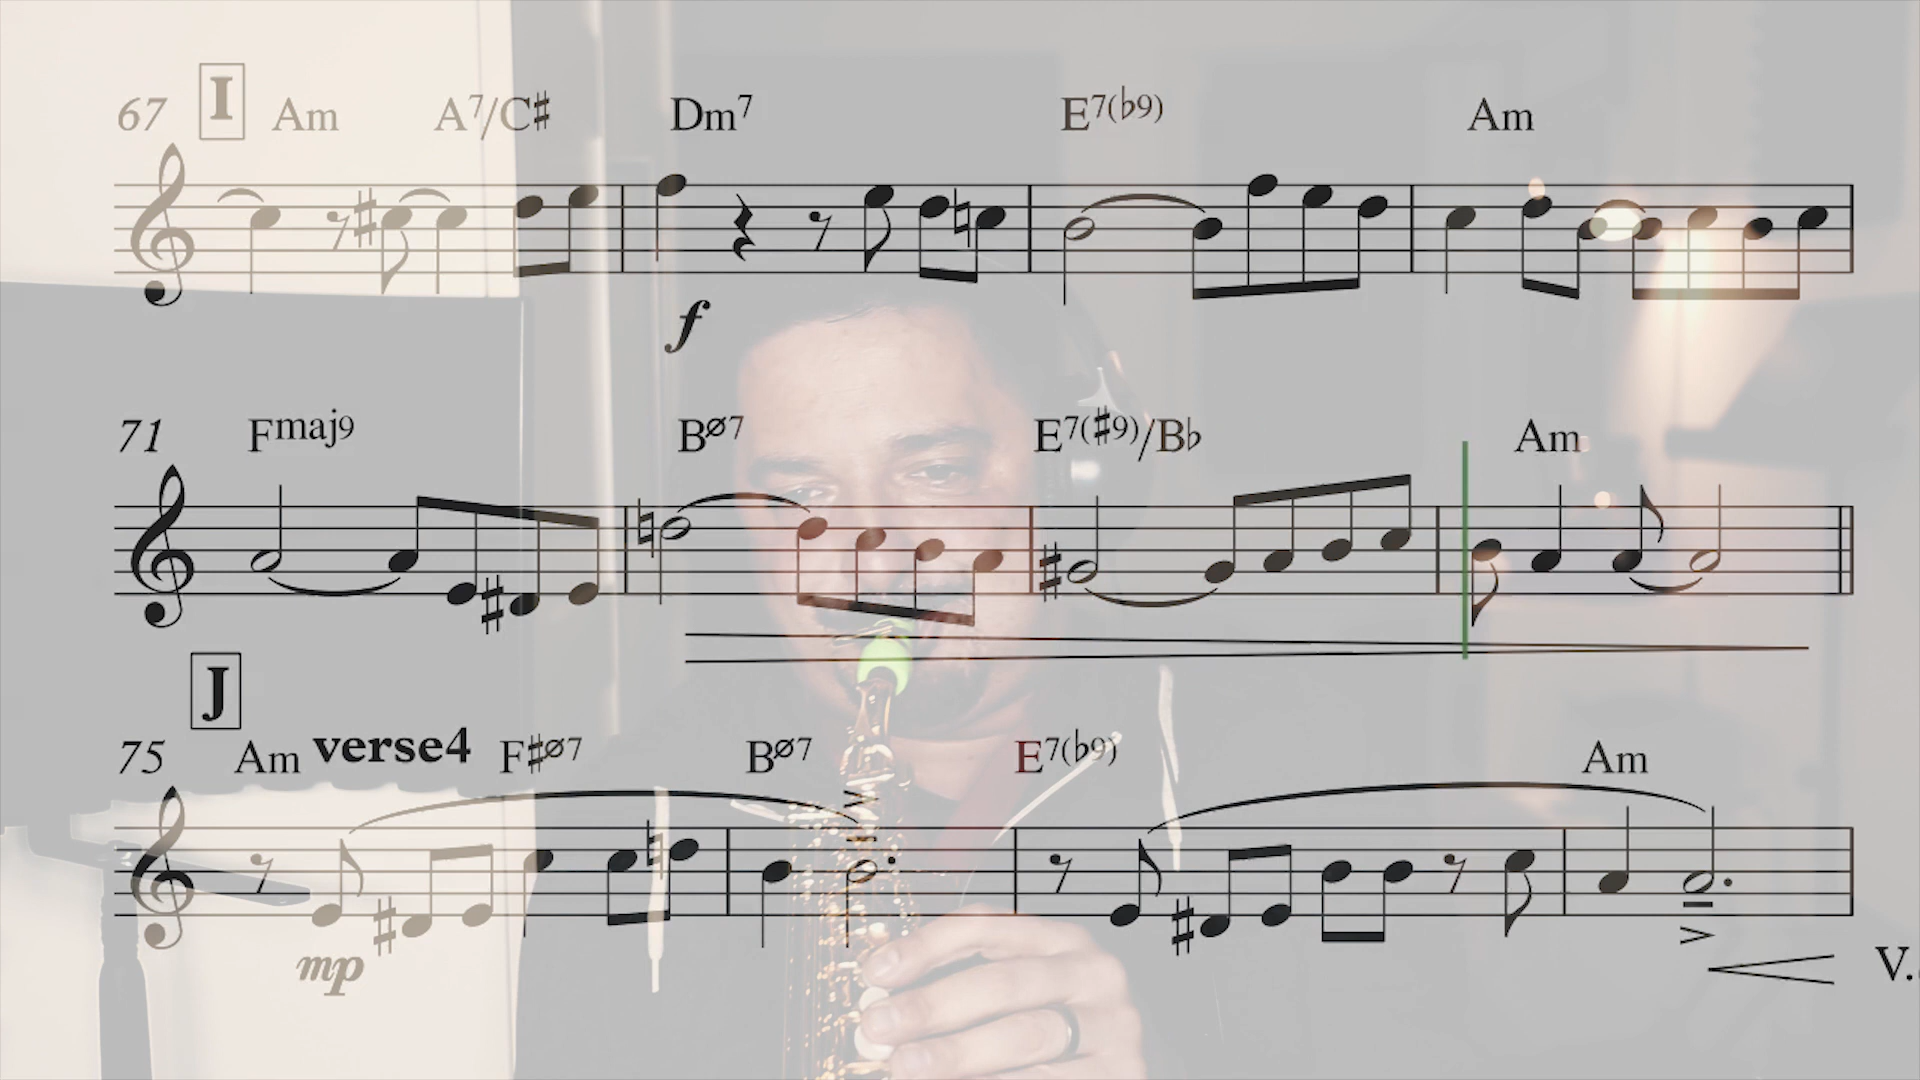 67 I Am A7/C♯ Dm7 E7(♭9) Am
f
71 Fmaj9 Bø7 E7(♯9)/B♭ Am
J
75 Am verse4 F♯ø7 Bø7 E7(♭9) Am
mp
V.